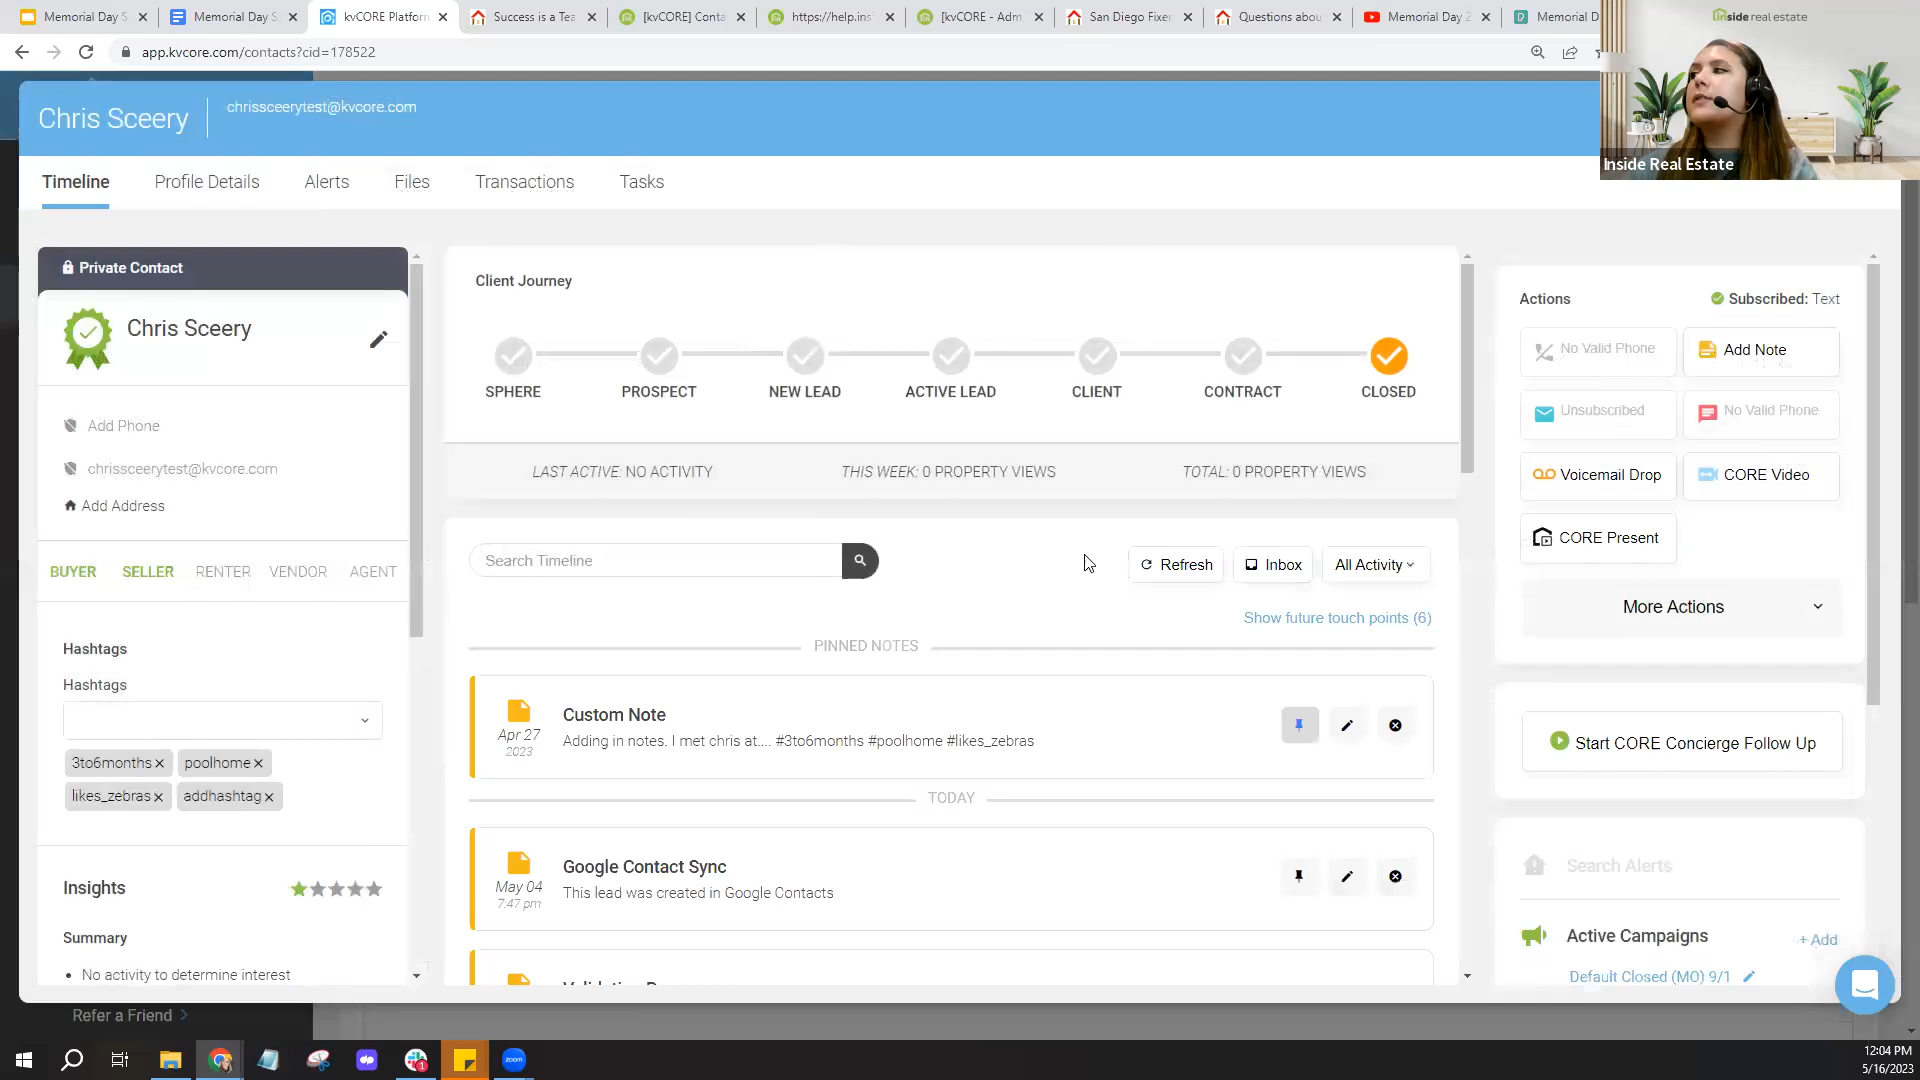 Memorial Day S
Memorial Day S
kvCORE Platform
Success is a Tea
[kvCORE] Conta
https://help.ins
[kvCORE - Adm
San Diego Fixer
Questions abou
Memorial Day 2
Memorial D
inside real estate
app.kvcore.com/contacts?cid=178522
Chris Sceery
chrissceerytest@kvcore.com
Inside Real Estate
Timeline
Profile Details
Alerts
Files
Transactions
Tasks
Private Contact
Chris Sceery
Add Phone
chrissceerytest@kvcore.com
Add Address
BUYER SELLER RENTER VENDOR AGENT
Hashtags
Hashtags
3to6months
poolhome
likes_zebras
addhashtag
Insights
Summary
No activity to determine interest
Refer a Friend
Client Journey
SPHERE
PROSPECT
NEW LEAD
ACTIVE LEAD
CLIENT
CONTRACT
CLOSED
LAST ACTIVE: NO ACTIVITY
THIS WEEK: 0 PROPERTY VIEWS
TOTAL: 0 PROPERTY VIEWS
Search Timeline
Refresh
Inbox
All Activity
Show future touch points (6)
PINNED NOTES
Apr 27
2023
Custom Note
Adding in notes. I met chris at.... #3to6months #poolhome #likes_zebras
TODAY
May 04
7:47 pm
Google Contact Sync
This lead was created in Google Contacts
Actions
Subscribed: Text
No Valid Phone
Add Note
Unsubscribed
No Valid Phone
Voicemail Drop
CORE Video
CORE Present
More Actions
Start CORE Concierge Follow Up
Search Alerts
Active Campaigns
+ Add
Default Closed (MO) 9/1
zoom
1
12:04 PM
5/16/2023